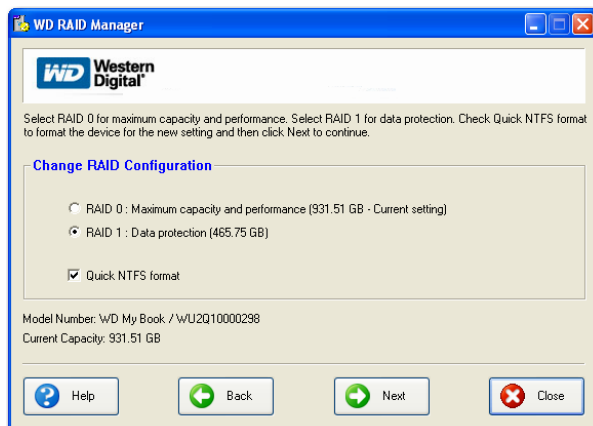 WD RAID Manager
WD Western
Digital®
Select RAID 0 for maximum capacity and performance. Select RAID 1 for data protection. Check Quick NTFS format
to format the device for the new setting and then click Next to continue.
Change RAID Configuration
RAID 0 : Maximum capacity and performance (931.51 GB - Current setting)
RAID 1 : Data protection (465.75 GB)
Quick NTFS format
Model Number: WD My Book / WU2Q10000298
Current Capacity: 931.51 GB
Help Back Next Close